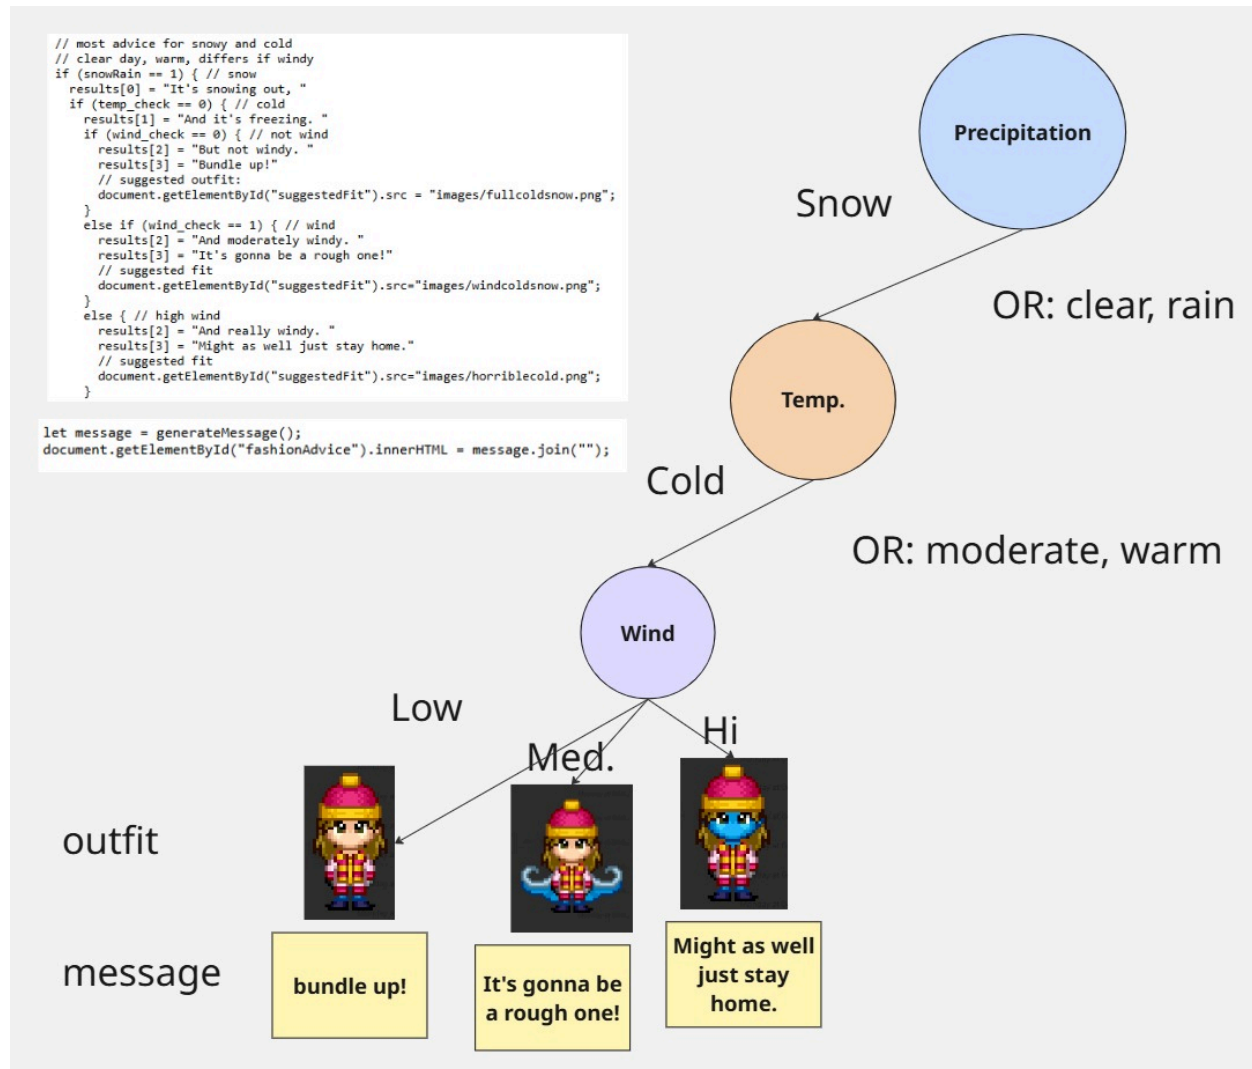 // most advice for snowy and cold
// clear day, warm, differs if windy
if (snowRain == 1) { // snow
  results[0] = "It's snowing out, "
  if (temp_check == 0) { // cold
    results[1] = "And it's freezing. "
    if (wind_check == 0) { // not wind
      results[2] = "But not windy. "
      results[3] = "Bundle up!"
      // suggested outfit:
      document.getElementById("suggestedFit").src = "images/fullcoldsnow.png";
    }
    else if (wind_check == 1) { // wind
      results[2] = "And moderately windy. "
      results[3] = "It's gonna be a rough one!"
      // suggested fit
      document.getElementById("suggestedFit").src="images/windcoldsnow.png";
    }
    else { // high wind
      results[2] = "And really windy. "
      results[3] = "Might as well just stay home."
      // suggested fit
      document.getElementById("suggestedFit").src="images/horriblecold.png";
    }
let message = generateMessage();
document.getElementById("fashionAdvice").innerHTML = message.join("");
Precipitation
Snow
OR: clear, rain
Temp.
Cold
OR: moderate, warm
Wind
Low
Med.
Hi
outfit
message
bundle up!
It's gonna be
a rough one!
Might as well
just stay
home.